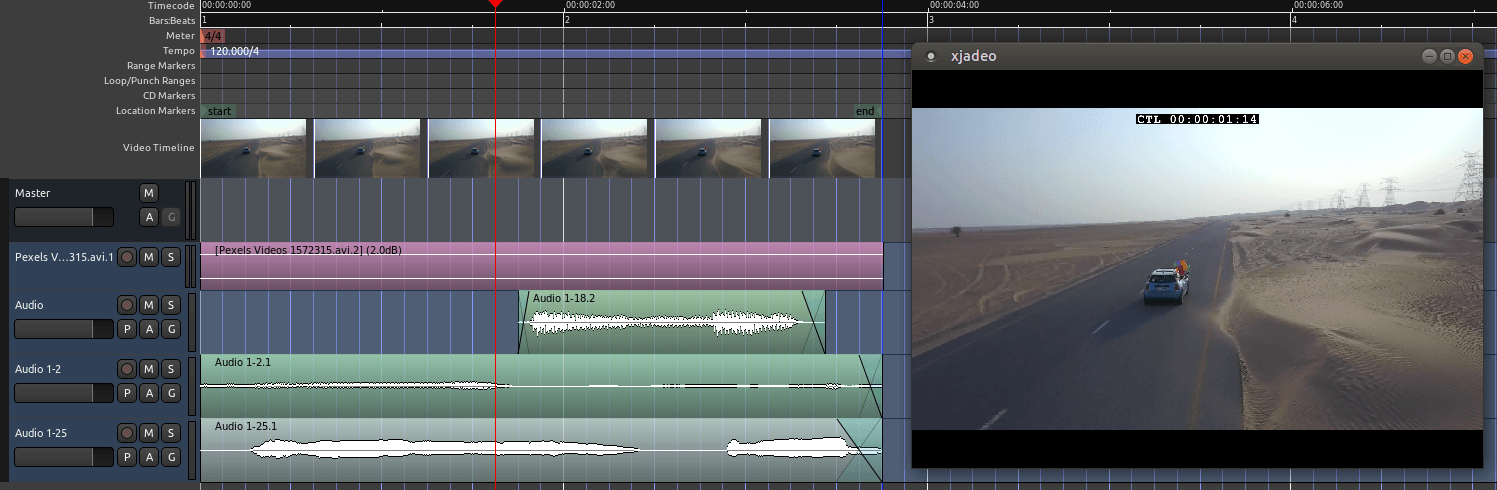 Timecode 00:00:00:00 00:00:02:00 00:00:04:00 00:00:06:00
Bars:Beats 1 2 3 4
Meter 4/4
Tempo 120.000/4
Range Markers
Loop/Punch Ranges
CD Markers
Location Markers start end
Video Timeline
Master M
A G
Pexels V...315.avi.1 M S [Pexels Videos 1572315.avi.2] (2.0dB)
Audio M S Audio 1-18.2
P A G
Audio 1-2 M S Audio 1-2.1
P A G
Audio 1-25 M S Audio 1-25.1
P A G
xjadeo
CTL 00:00:01:14